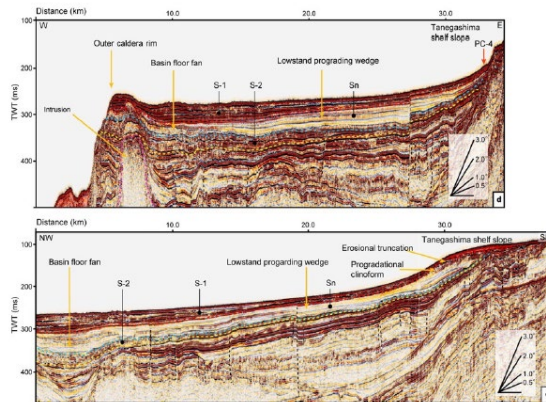 Distance (km) 10.0 20.0 30.0
W Tanegashima E
shelf slope
PC-4
Outer caldera rim
Basin floor fan S-1 S-2 Lowstand prograding wedge Sn
Intrusion
TWT (ms)
100
200
300
400
3.0°
2.0°
1.0°
0.5°
d
Distance (km) 10.0 20.0 30.0
NW Tanegashima shelf slope
Erosional truncation
Progradational
clinoform
Basin floor fan S-2 S-1 Lowstand progarding wedge Sn
TWT (ms)
100
200
300
400
3.0°
2.0°
1.0°
0.5°